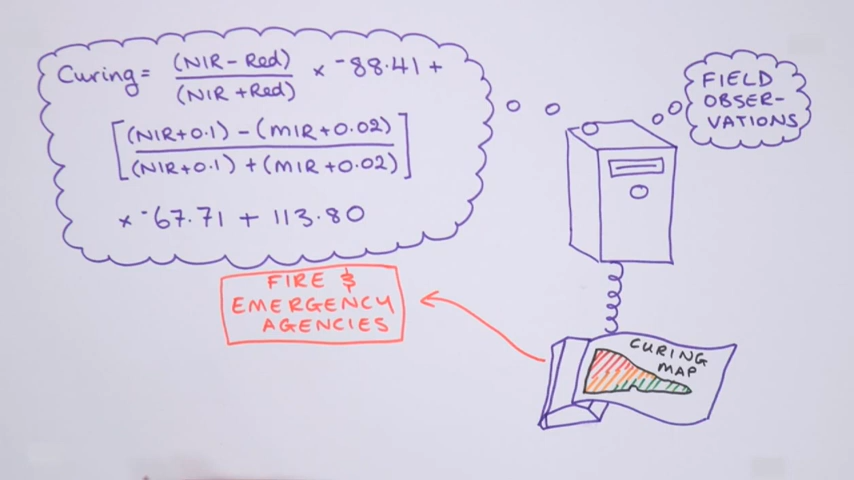 Curing = (NIR - Red) / (NIR + Red) x -88.41 +
[(NIR+0.1) - (MIR+0.02) / (NIR+0.1) + (MIR+0.02)]
x -67.71 + 113.80
FIELD
OBSER-
VATIONS
FIRE &
EMERGENCY
AGENCIES
CURING
MAP